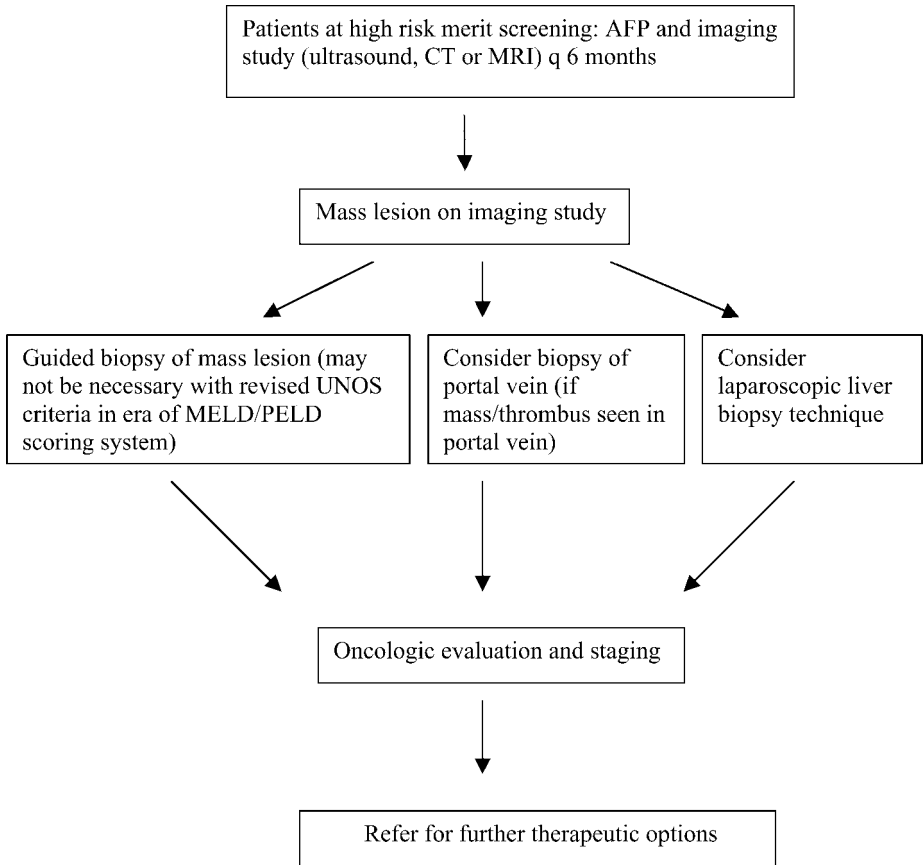 Patients at high risk merit screening: AFP and imaging
study (ultrasound, CT or MRI) q 6 months
Mass lesion on imaging study
Guided biopsy of mass lesion (may
not be necessary with revised UNOS
criteria in era of MELD/PELD
scoring system)
Consider biopsy of
portal vein (if
mass/thrombus seen in
portal vein)
Consider
laparoscopic liver
biopsy technique
Oncologic evaluation and staging
Refer for further therapeutic options